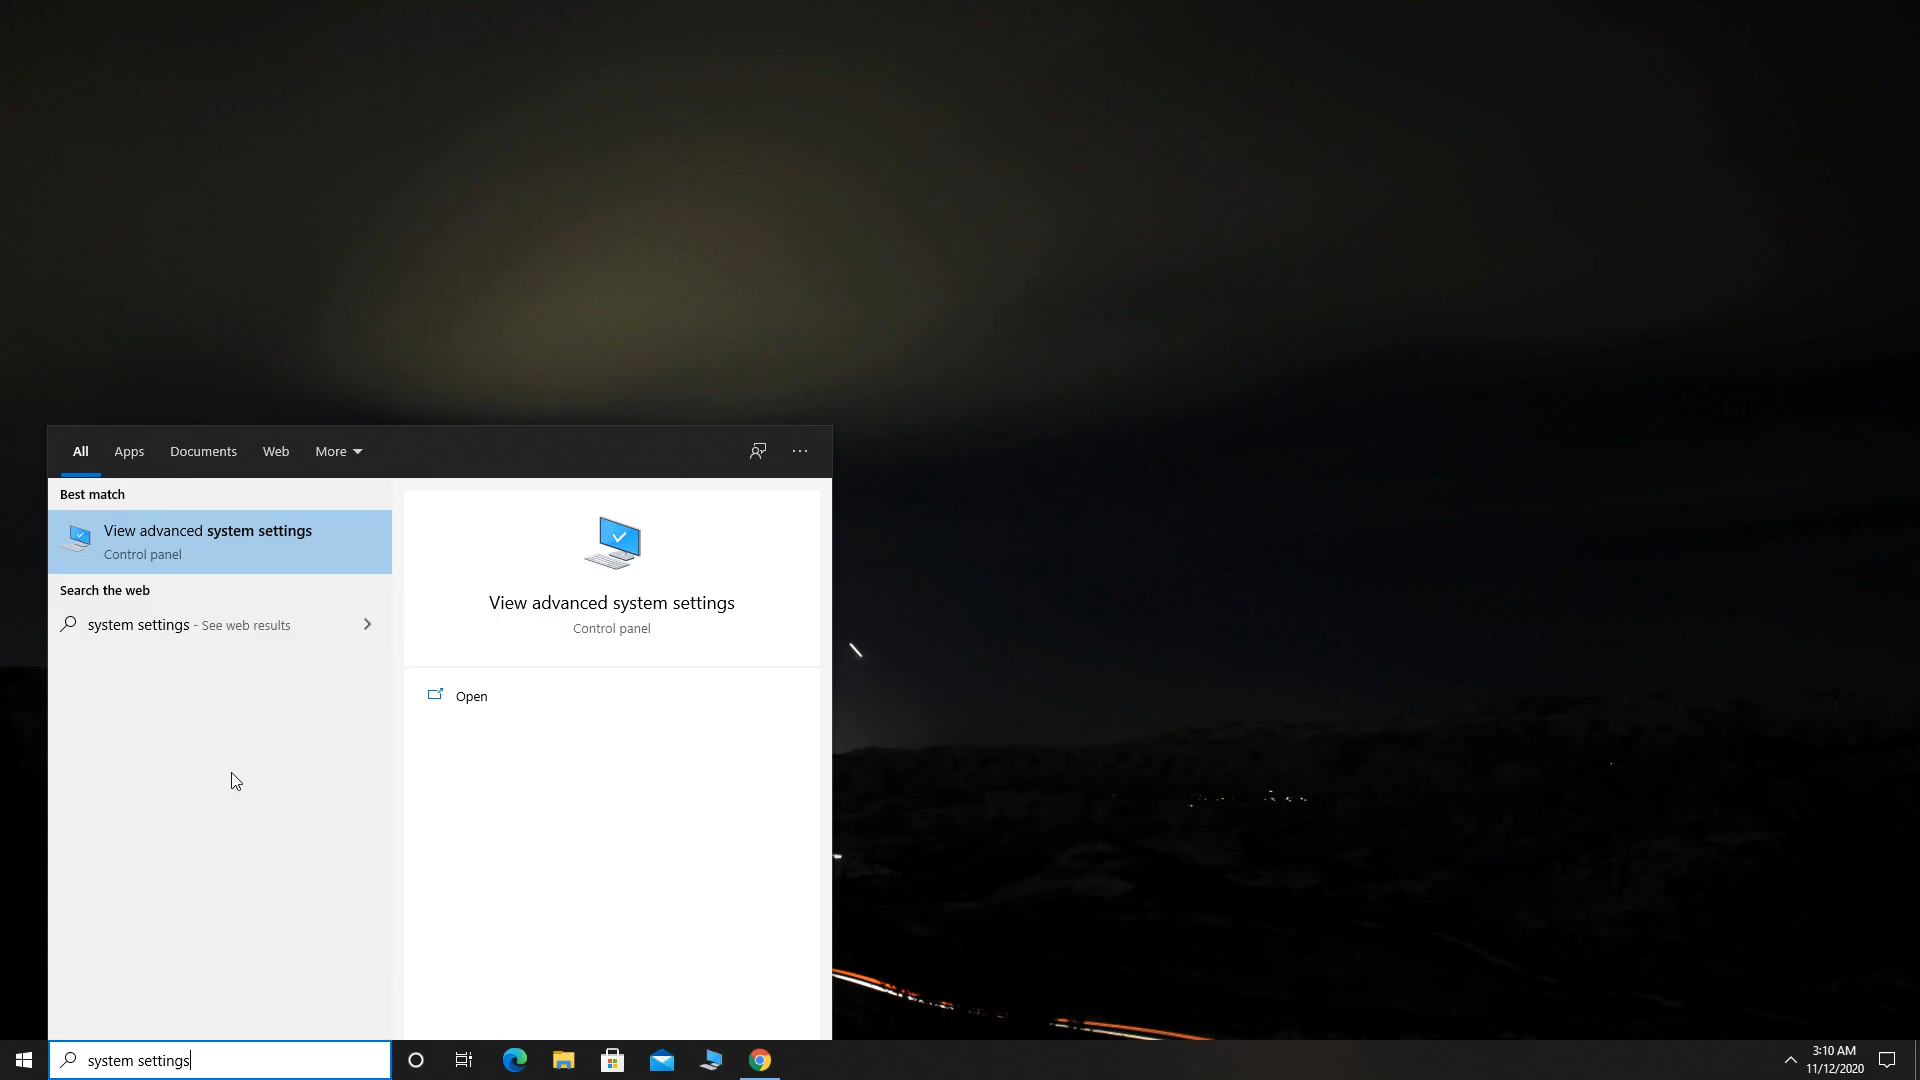 All Apps Documents Web More
Best match
View advanced system settings
Control panel
Search the web
system settings - See web results
View advanced system settings
Control panel
Open
system settings
3:10 AM
11/12/2020